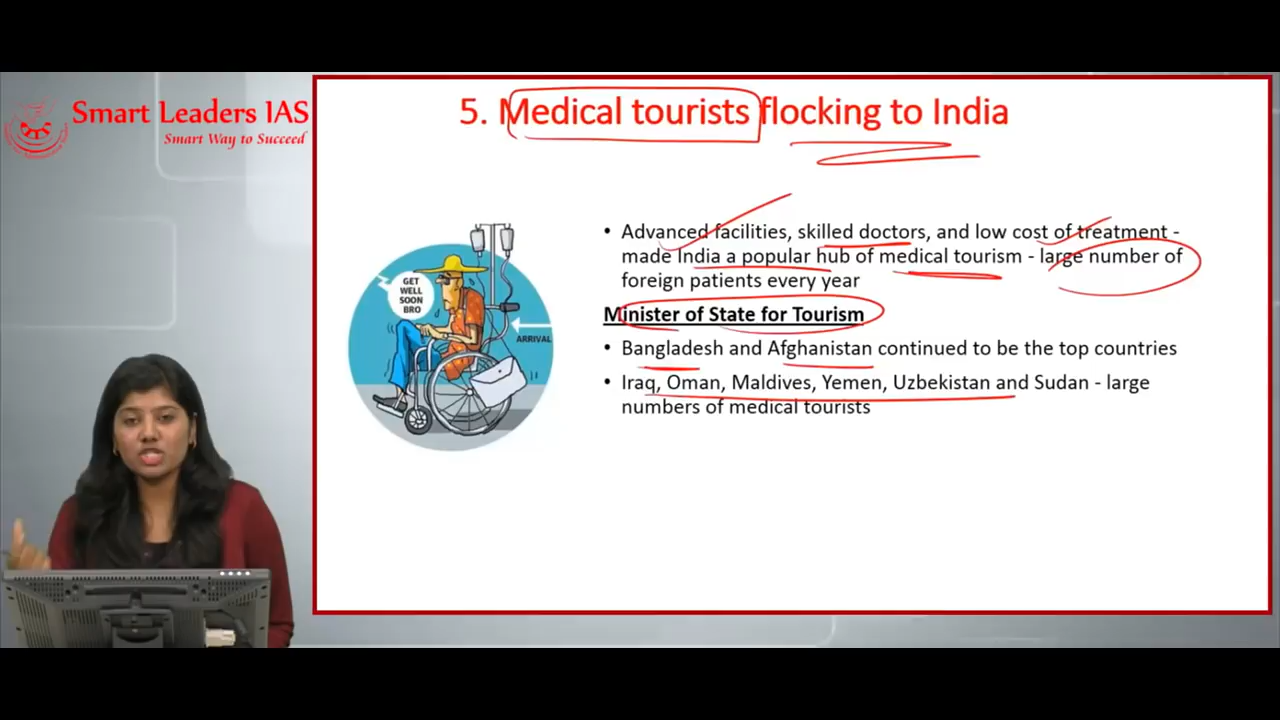 Smart Leaders IAS
Smart Way to Succeed
5. Medical tourists flocking to India
• Advanced facilities, skilled doctors, and low cost of treatment -
made India a popular hub of medical tourism - large number of
foreign patients every year
Minister of State for Tourism
• Bangladesh and Afghanistan continued to be the top countries
• Iraq, Oman, Maldives, Yemen, Uzbekistan and Sudan - large
numbers of medical tourists
GET
WELL
SOON
BRO
ARRIVAL